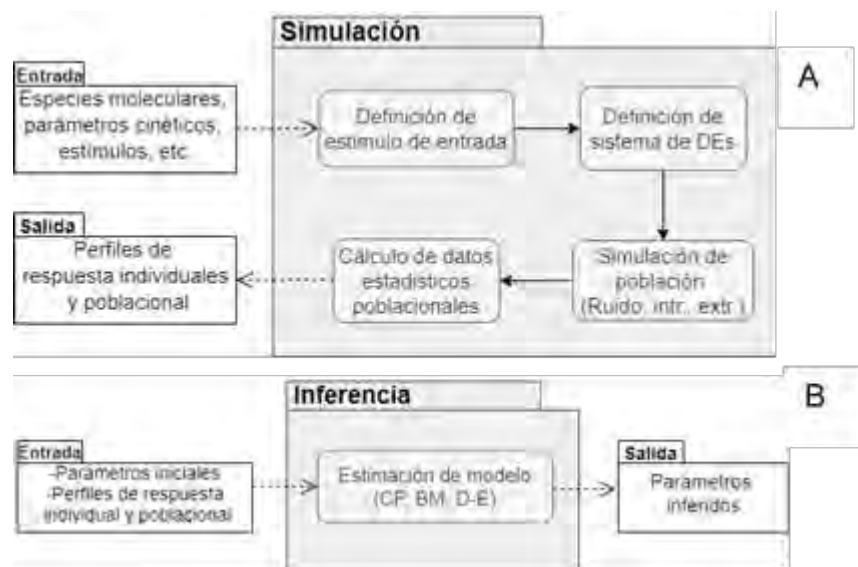 Simulación
A
Entrada
Especies moleculares,
parámetros cinéticos,
estímulos, etc
Definición de
estimulo de entrada
Definición de
sistema de DEs
Salida
Perfiles de
respuesta individuales
y poblacional
Cálculo de datos
estadísticos
poblacionales
Simulación de
población
(Ruido: intr., extr.)
Inferencia
B
Entrada
-Parámetros iniciales
-Perfiles de respuesta
individual y poblacional
Estimación de modelo
(CF, BM, D-E)
Salida
Parámetros
inferidos